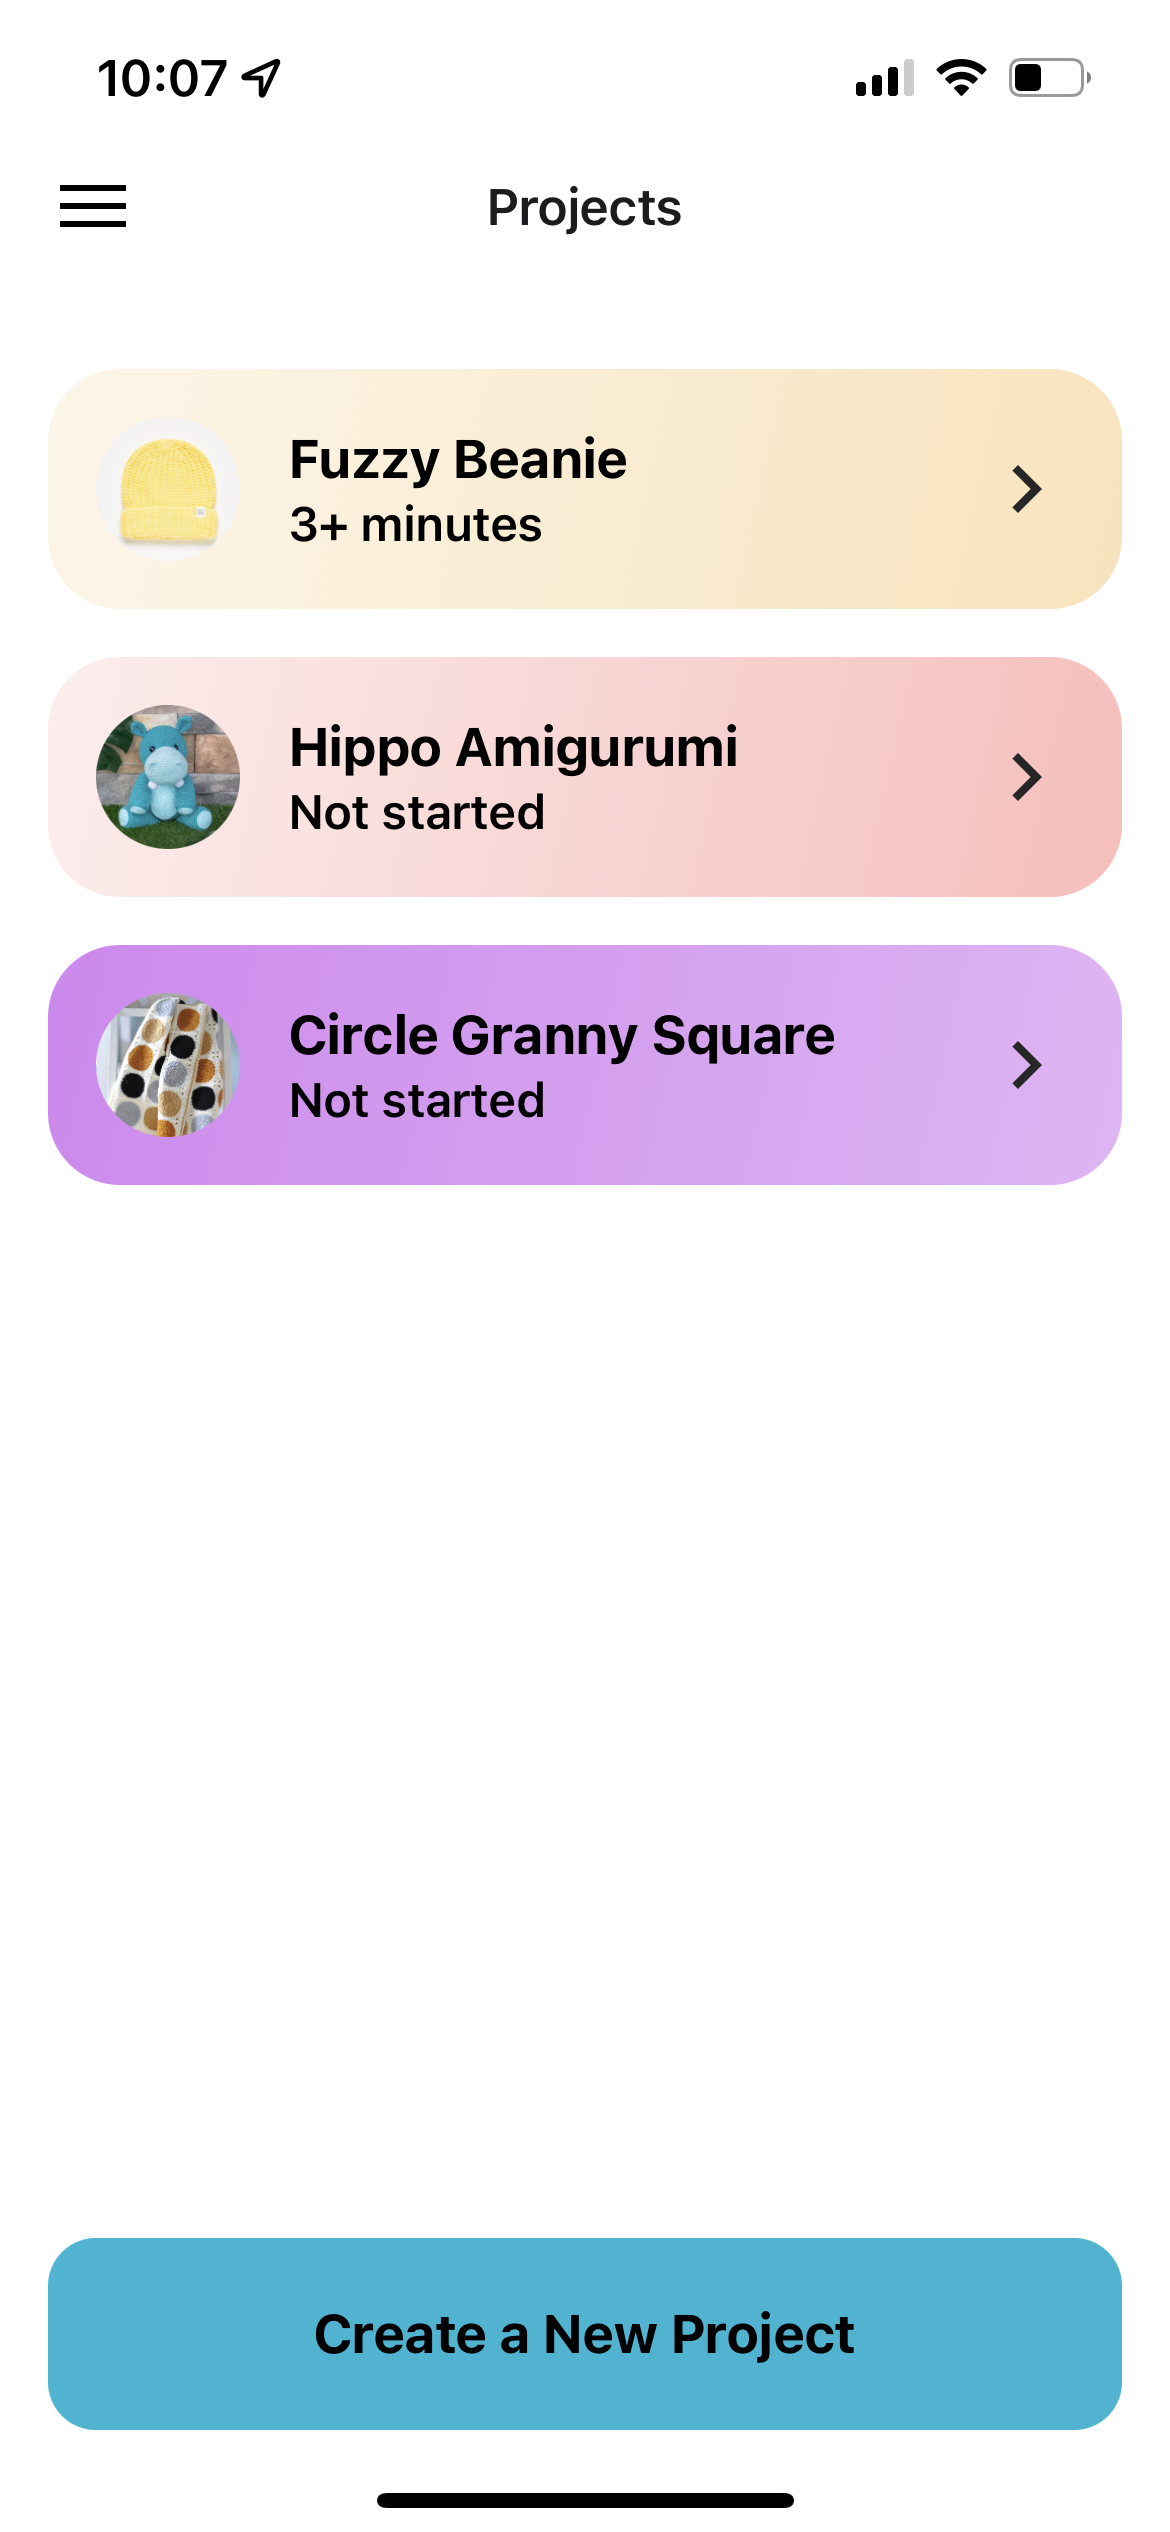 10:07
Projects
Fuzzy Beanie
3+ minutes
Hippo Amigurumi
Not started
Circle Granny Square
Not started
Create a New Project